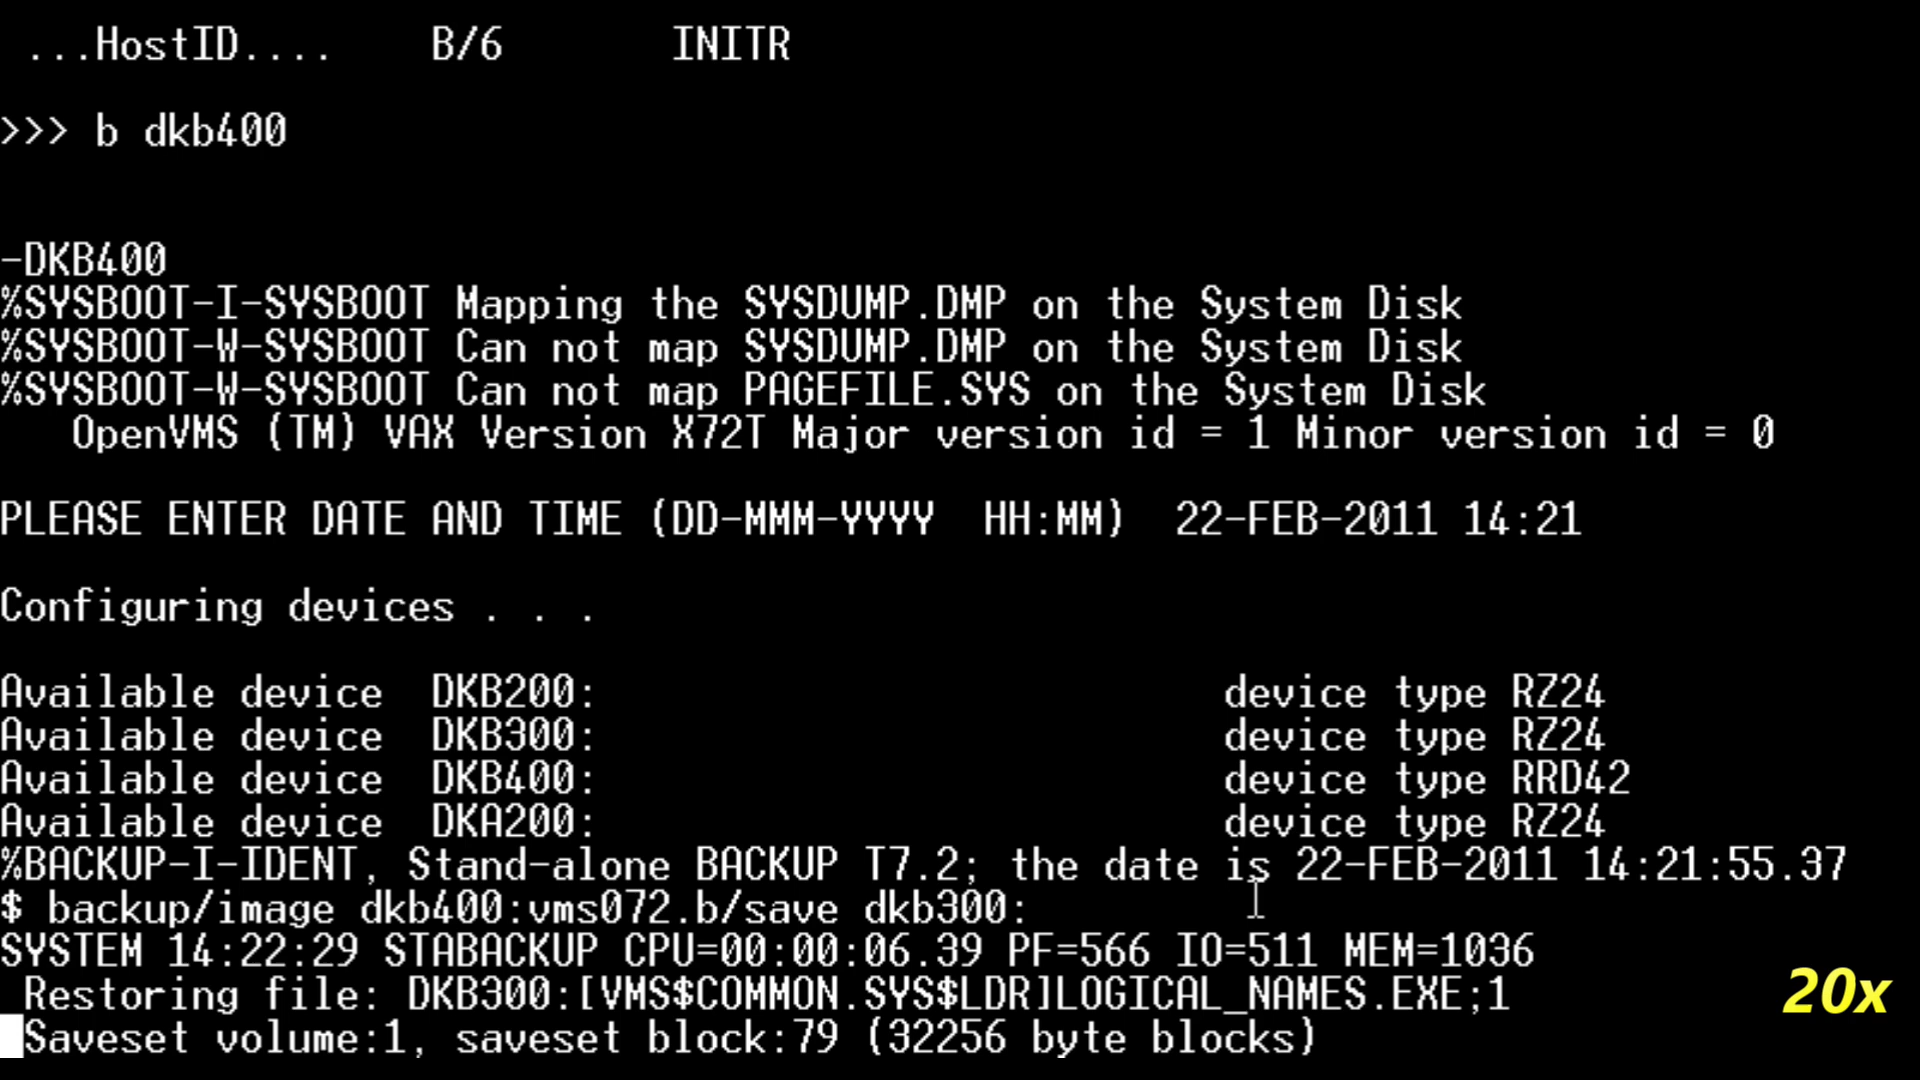 ...HostID.... B/6 INITR
>>> b dkb400
-DKB400
%SYSBOOT-I-SYSBOOT Mapping the SYSDUMP.DMP on the System Disk
%SYSBOOT-W-SYSBOOT Can not map SYSDUMP.DMP on the System Disk
%SYSBOOT-W-SYSBOOT Can not map PAGEFILE.SYS on the System Disk
OpenVMS (TM) VAX Version X72T Major version id = 1 Minor version id = 0
PLEASE ENTER DATE AND TIME (DD-MMM-YYYY HH:MM) 22-FEB-2011 14:21
Configuring devices . . .
Available device DKB200: device type RZ24
Available device DKB300: device type RZ24
Available device DKB400: device type RRD42
Available device DKA200: device type RZ24
%BACKUP-I-IDENT, Stand-alone BACKUP T7.2; the date is 22-FEB-2011 14:21:55.37
$ backup/image dkb400:vms072.b/save dkb300:
SYSTEM 14:22:29 STABACKUP CPU=00:00:06.39 PF=566 IO=511 MEM=1036
Restoring file: DKB300:[VMS$COMMON.SYS$LDR]LOGICAL_NAMES.EXE;1
20x
Saveset volume:1, saveset block:79 (32256 byte blocks)